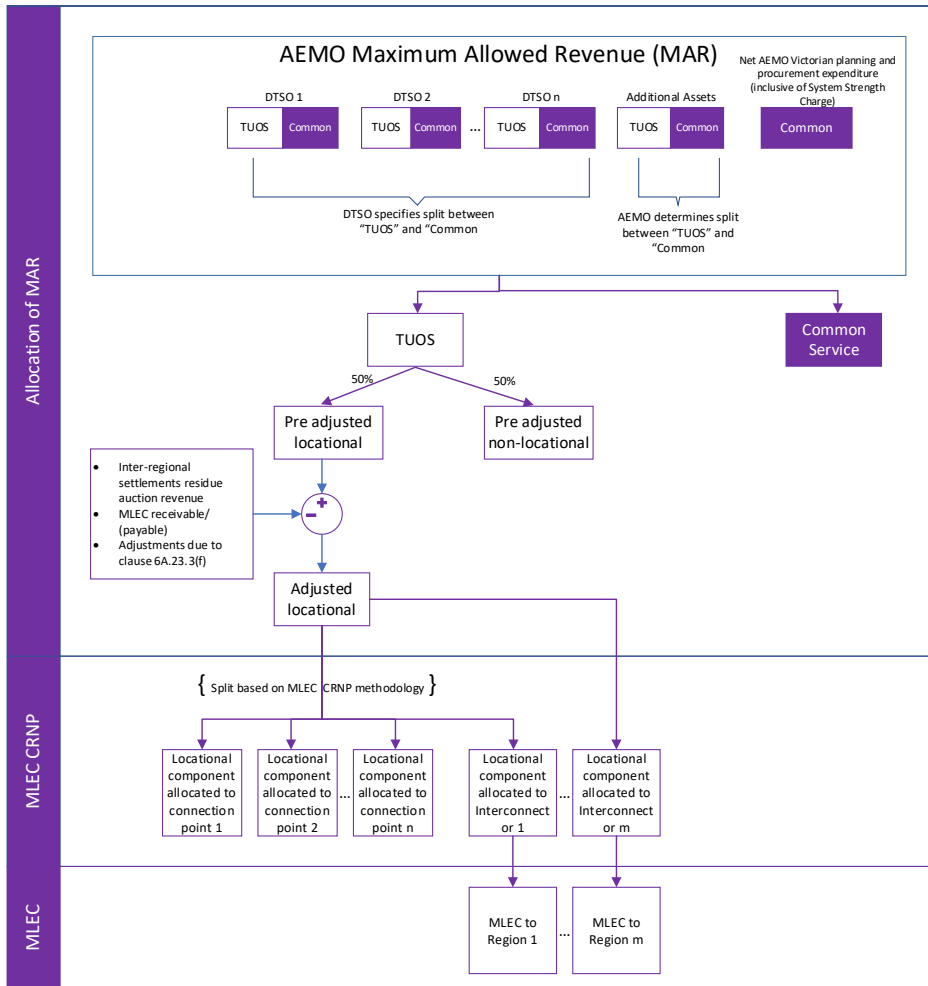 Allocation of MAR
AEMO Maximum Allowed Revenue (MAR)
Net AEMO Victorian planning and
procurement expenditure
(inclusive of System Strength
Charge)
DTSO 1
DTSO 2
DTSO n
Additional Assets
TUOS Common
TUOS Common
...
TUOS Common
TUOS Common
Common
DTSO specifies split between
“TUOS” and “Common
AEMO determines split
between “TUOS” and
“Common
TUOS
Common
Service
50%
50%
Pre adjusted
locational
Pre adjusted
non-locational
• Inter-regional
settlements residue
auction revenue
• MLEC receivable/
(payable)
• Adjustments due to
clause 6A.23.3(f)
- +
Adjusted
locational
MLEC CRNP
{ Split based on MLEC CRNP methodology }
Locational
component
allocated to
connection
point 1
Locational
component
allocated to
connection
point 2
...
Locational
component
allocated to
connection
point n
Locational
component
allocated to
Interconnect
or 1
...
Locational
component
allocated to
Interconnect
or m
MLEC
MLEC to
Region 1
...
MLEC to
Region m